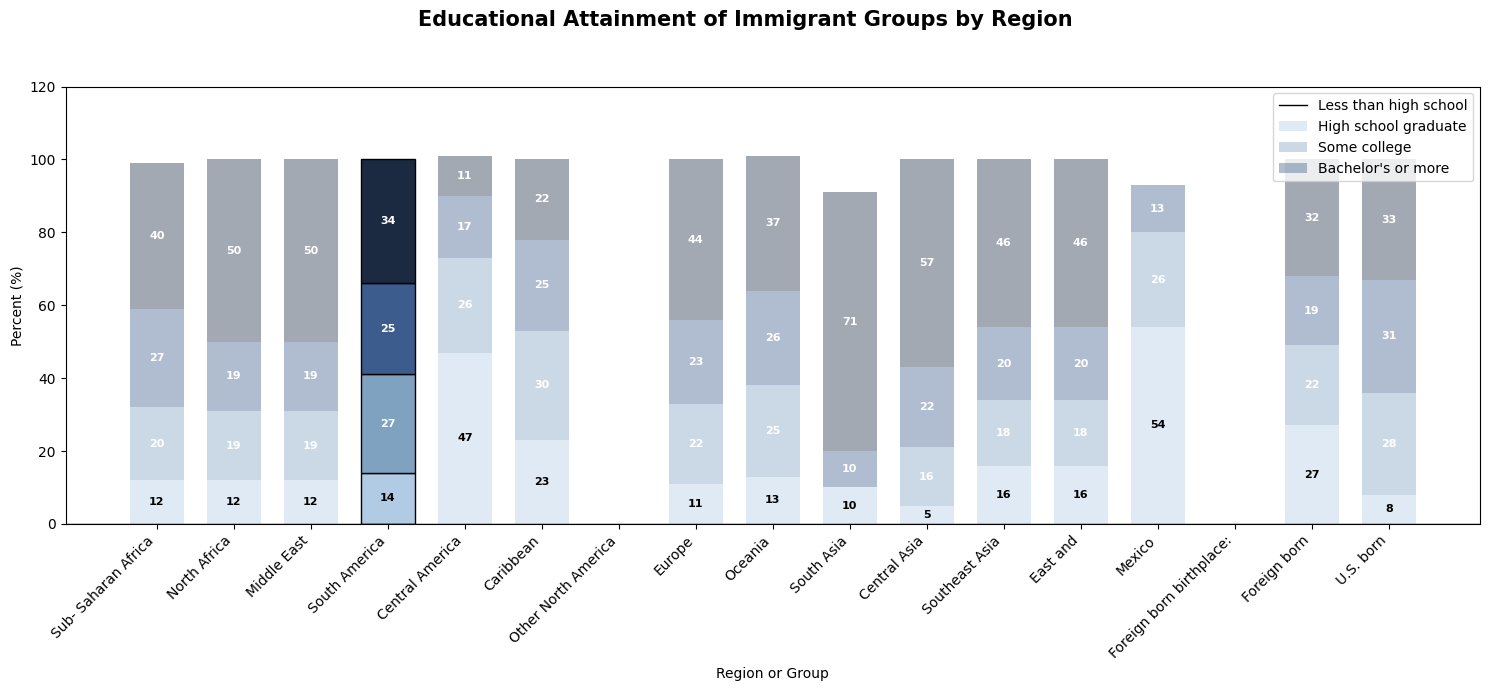 Educational Attainment of Immigrant Groups by Region
Percent (%)
120
100
80
60
40
20
0
Less than high school
High school graduate
Some college
Bachelor's or more
40
27
20
12
50
19
19
12
50
19
19
12
34
25
27
14
11
17
26
47
22
25
30
23
44
23
22
11
37
26
25
13
71
10
10
57
22
16
5
46
20
18
16
46
20
18
16
13
26
54
32
19
22
27
33
31
28
8
Sub- Saharan Africa
North Africa
Middle East
South America
Central America
Caribbean
Other North America
Europe
Oceania
South Asia
Central Asia
Southeast Asia
East and
Mexico
Foreign born birthplace:
Foreign born
U.S. born
Region or Group